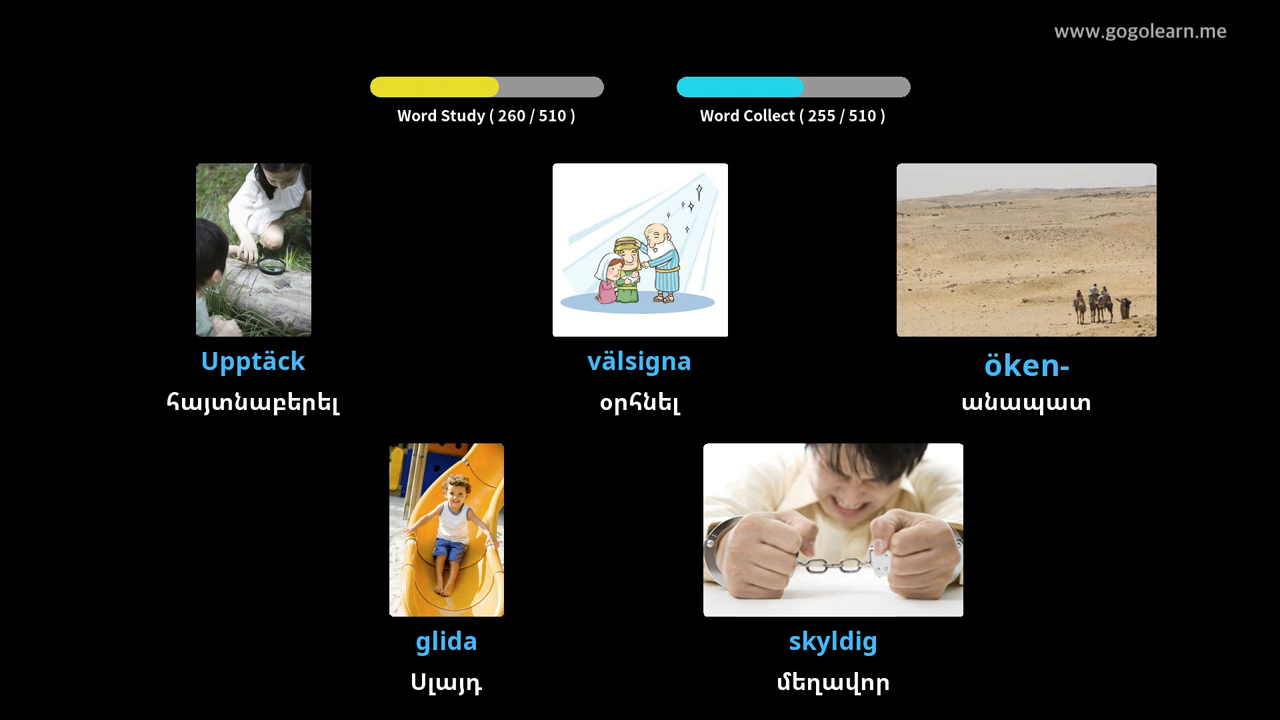 www.gogolearn.me
Word Study ( 260 / 510 )
Word Collect ( 255 / 510 )
Upptäck
հայտնաբերել
välsigna
օրհնել
öken-
անապատ
glida
Սլայդ
skyldig
մեղավոր